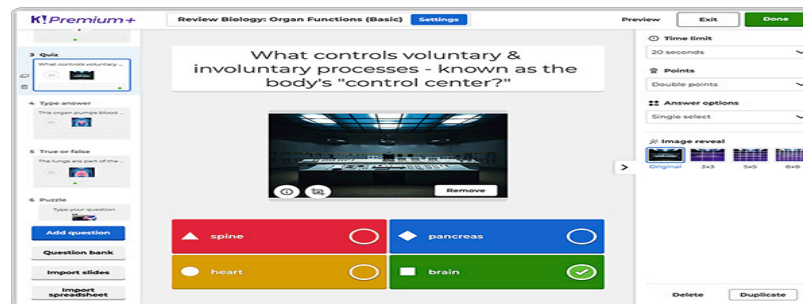 K!Premium+
Review Biology: Organ Functions (Basic)
Settings
Preview
Exit
Done
3 Quiz
What controls voluntary ...
4 Type answer
This organ pumps blood ...
5 True or false
The lungs are part of the ...
6 Puzzle
Type your question
Add question
Question bank
Import slides
Import
spreadsheet
What controls voluntary &
involuntary processes - known as the
body's "control center?"
Remove
spine
pancreas
heart
brain
Time limit
20 seconds
Points
Double points
Answer options
Single select
Image reveal
Original
3x3
5x5
8x8
Delete
Duplicate